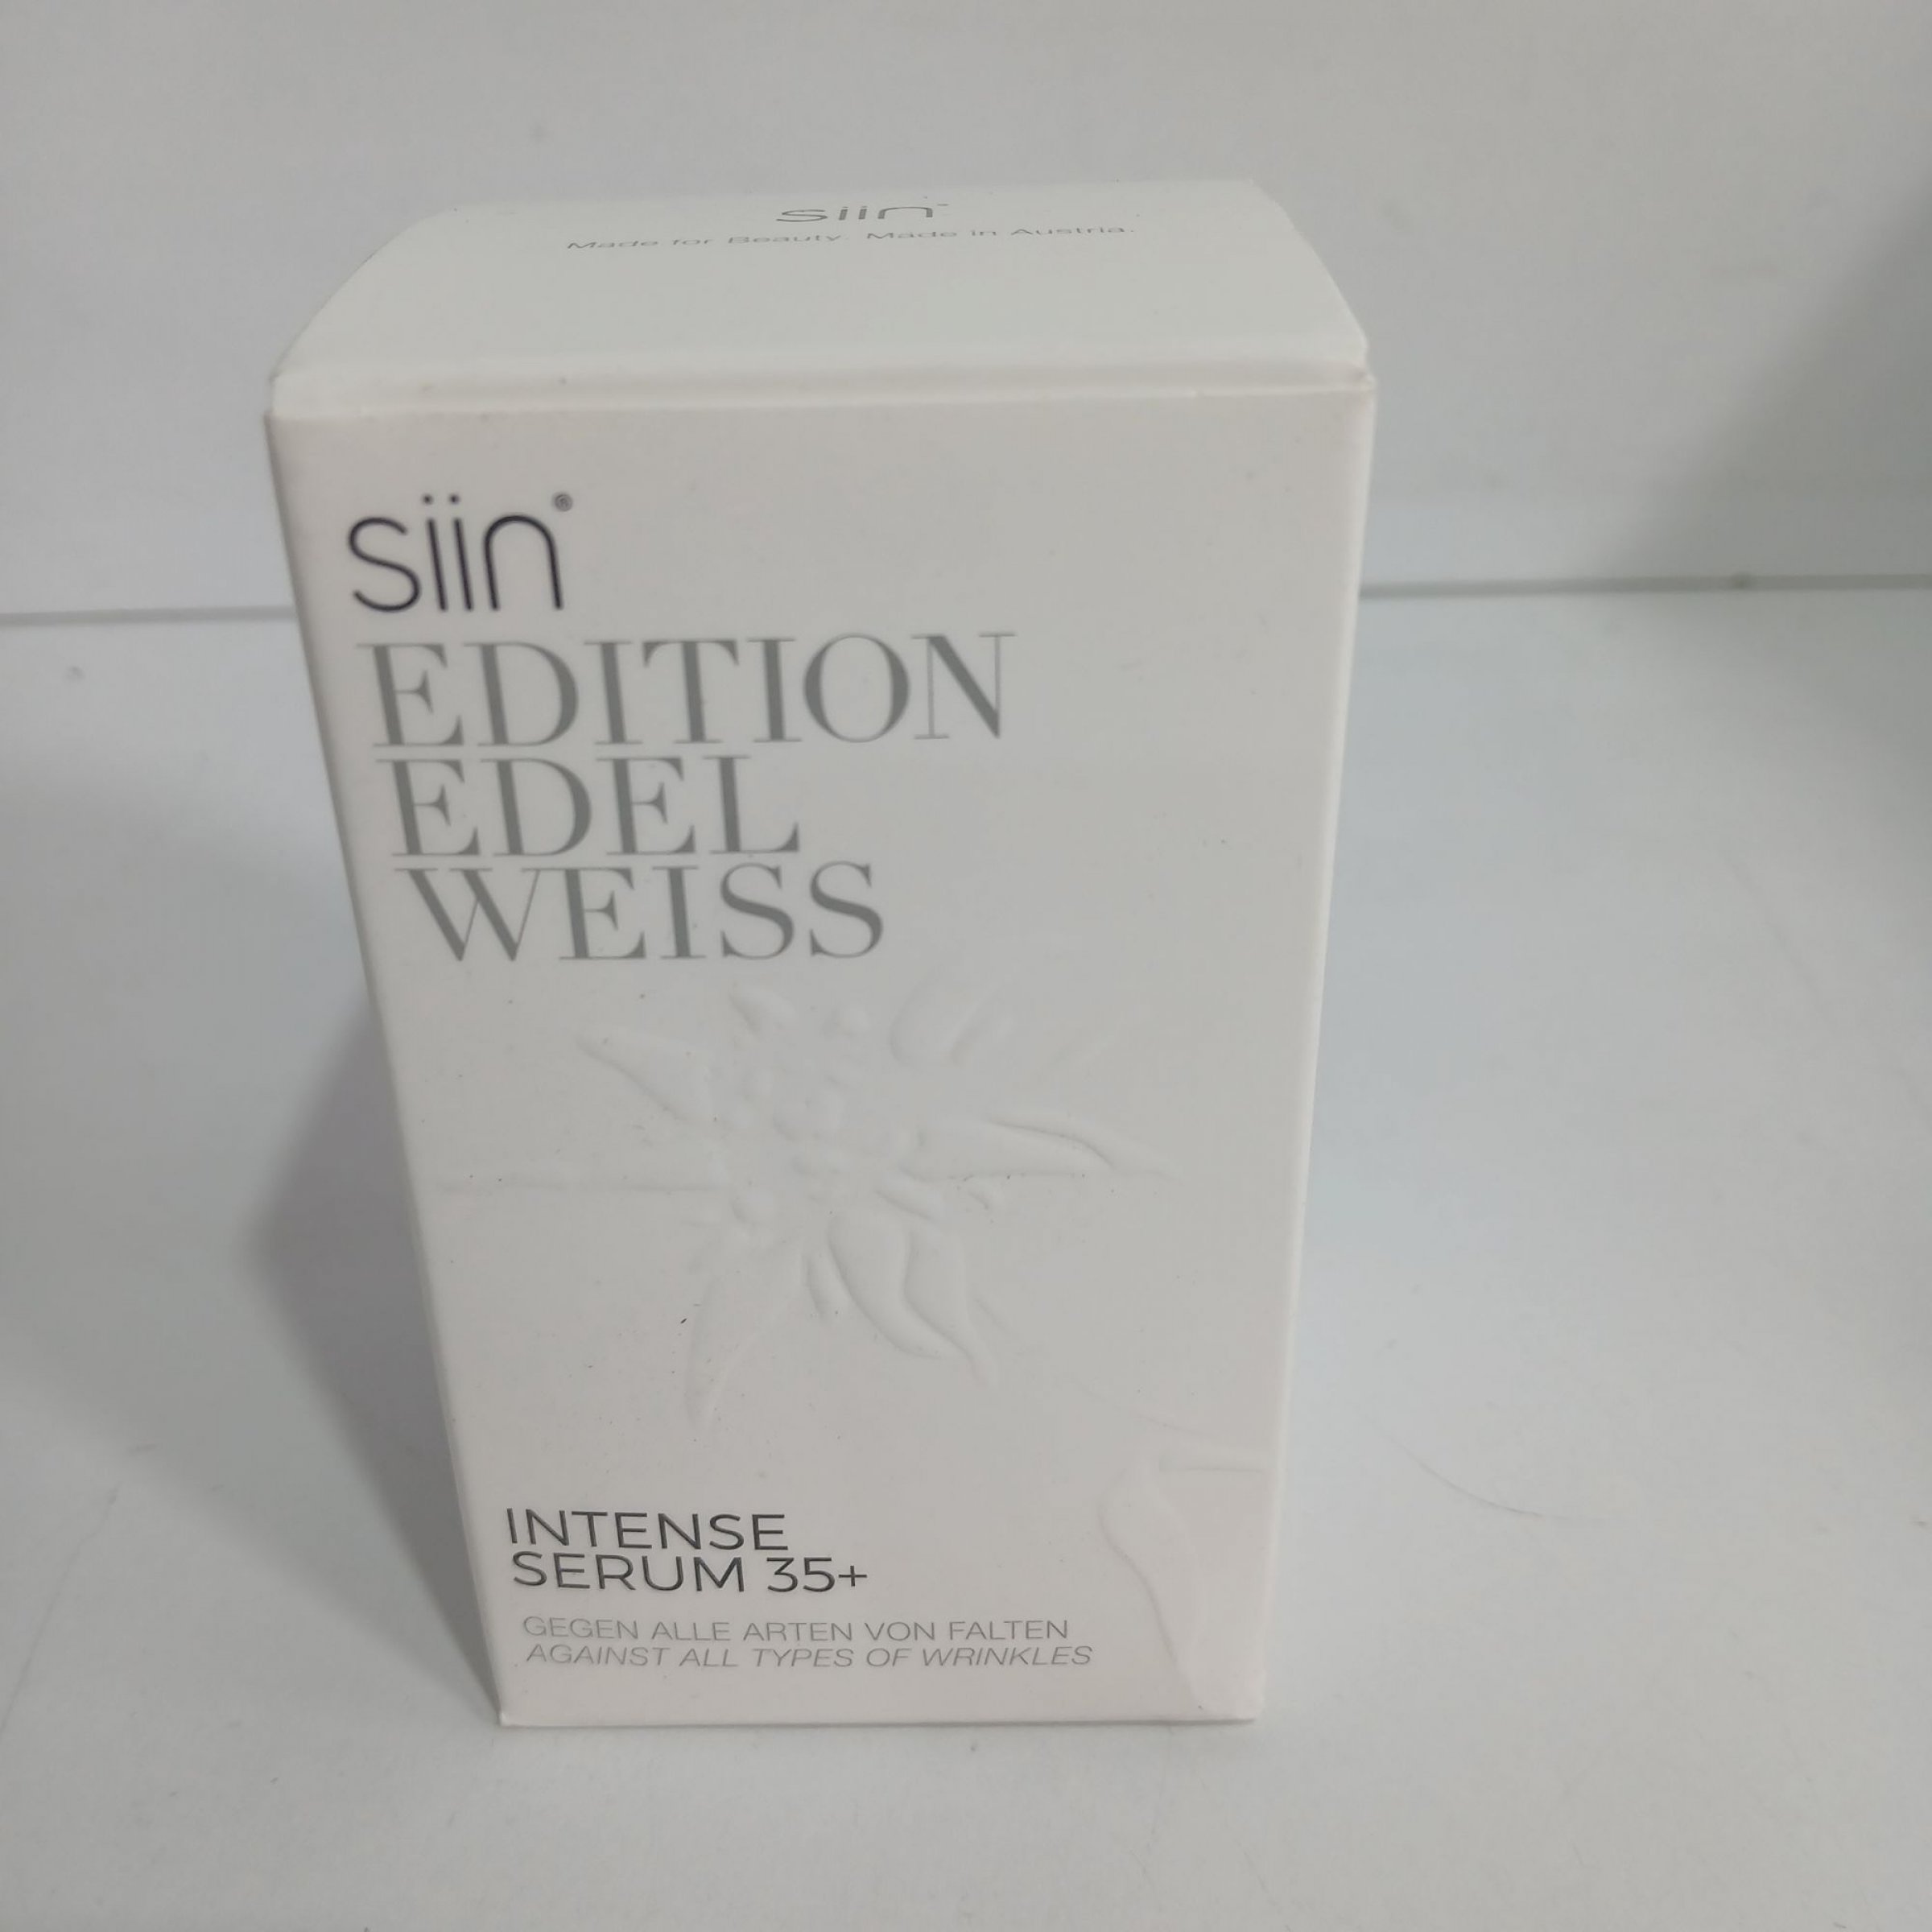 siin
Made for Beauty. Made in Austria.
siin®
EDITION
EDEL
WEISS
INTENSE
SERUM 35+
GEGEN ALLE ARTEN VON FALTEN
AGAINST ALL TYPES OF WRINKLES